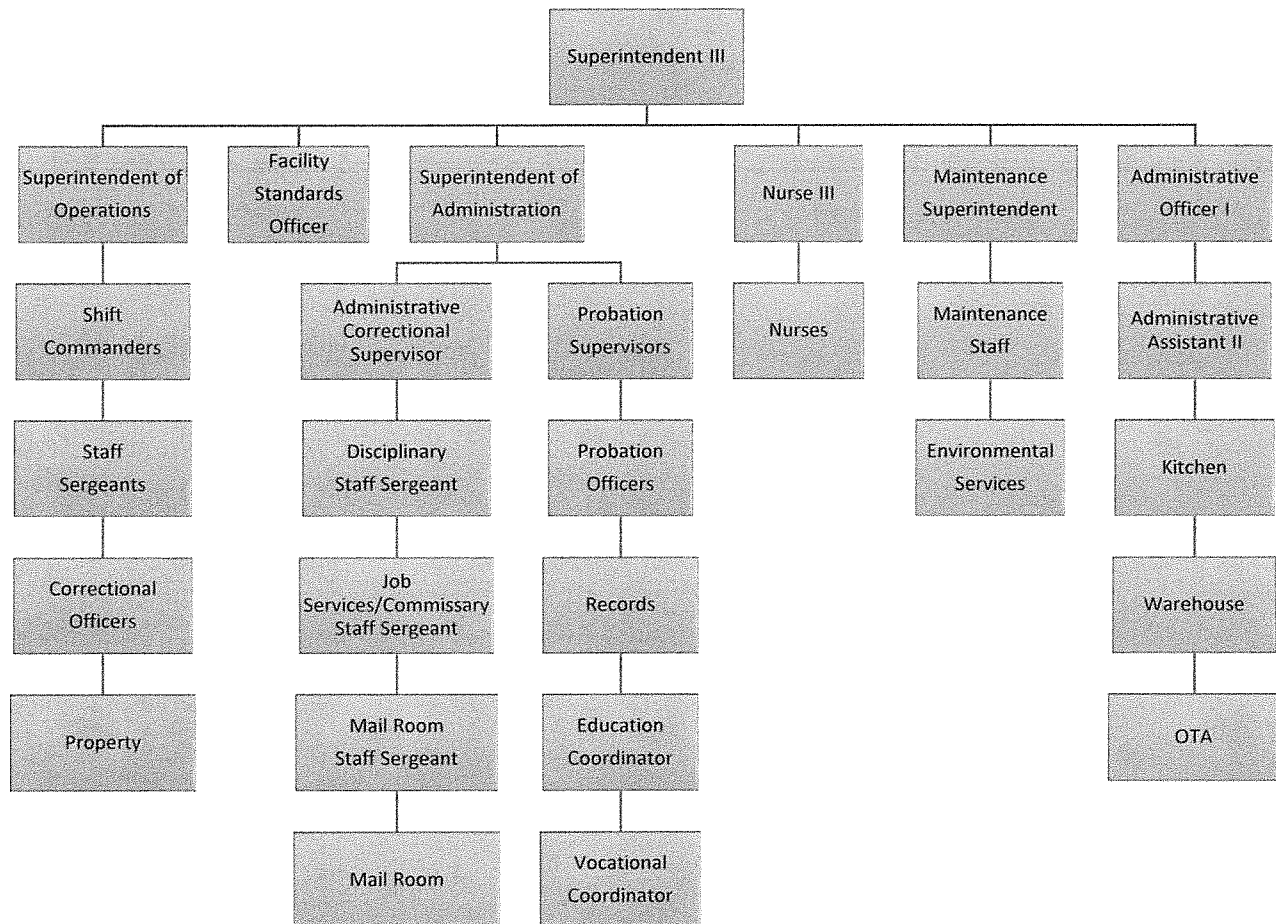 Superintendent III
Superintendent of
Operations
Facility
Standards
Officer
Superintendent of
Administration
Nurse III
Maintenance
Superintendent
Administrative
Officer I
Shift
Commanders
Administrative
Correctional
Supervisor
Probation
Supervisors
Nurses
Maintenance
Staff
Administrative
Assistant II
Staff
Sergeants
Disciplinary
Staff Sergeant
Probation
Officers
Environmental
Services
Kitchen
Correctional
Officers
Job
Services/Commissary
Staff Sergeant
Records
Warehouse
Property
Mail Room
Staff Sergeant
Education
Coordinator
OTA
Mail Room
Vocational
Coordinator